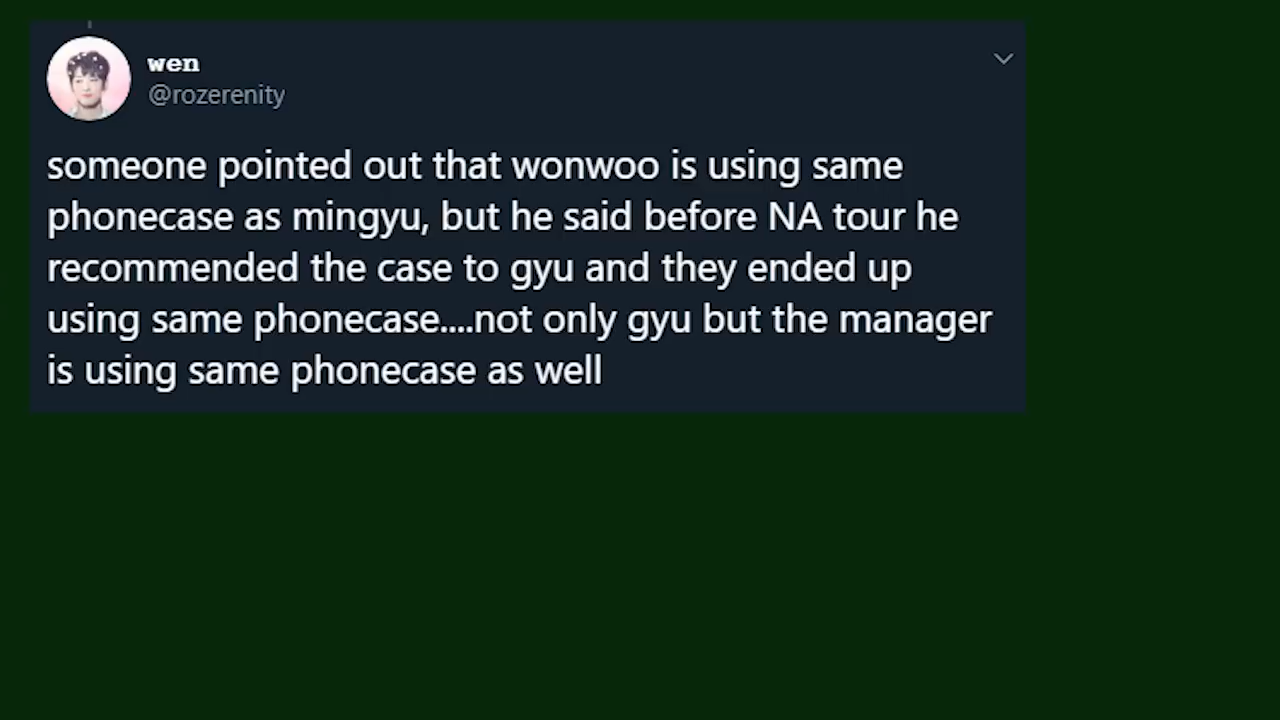 wen
@rozerenity
someone pointed out that wonwoo is using same
phonecase as mingyu, but he said before NA tour he
recommended the case to gyu and they ended up
using same phonecase....not only gyu but the manager
is using same phonecase as well